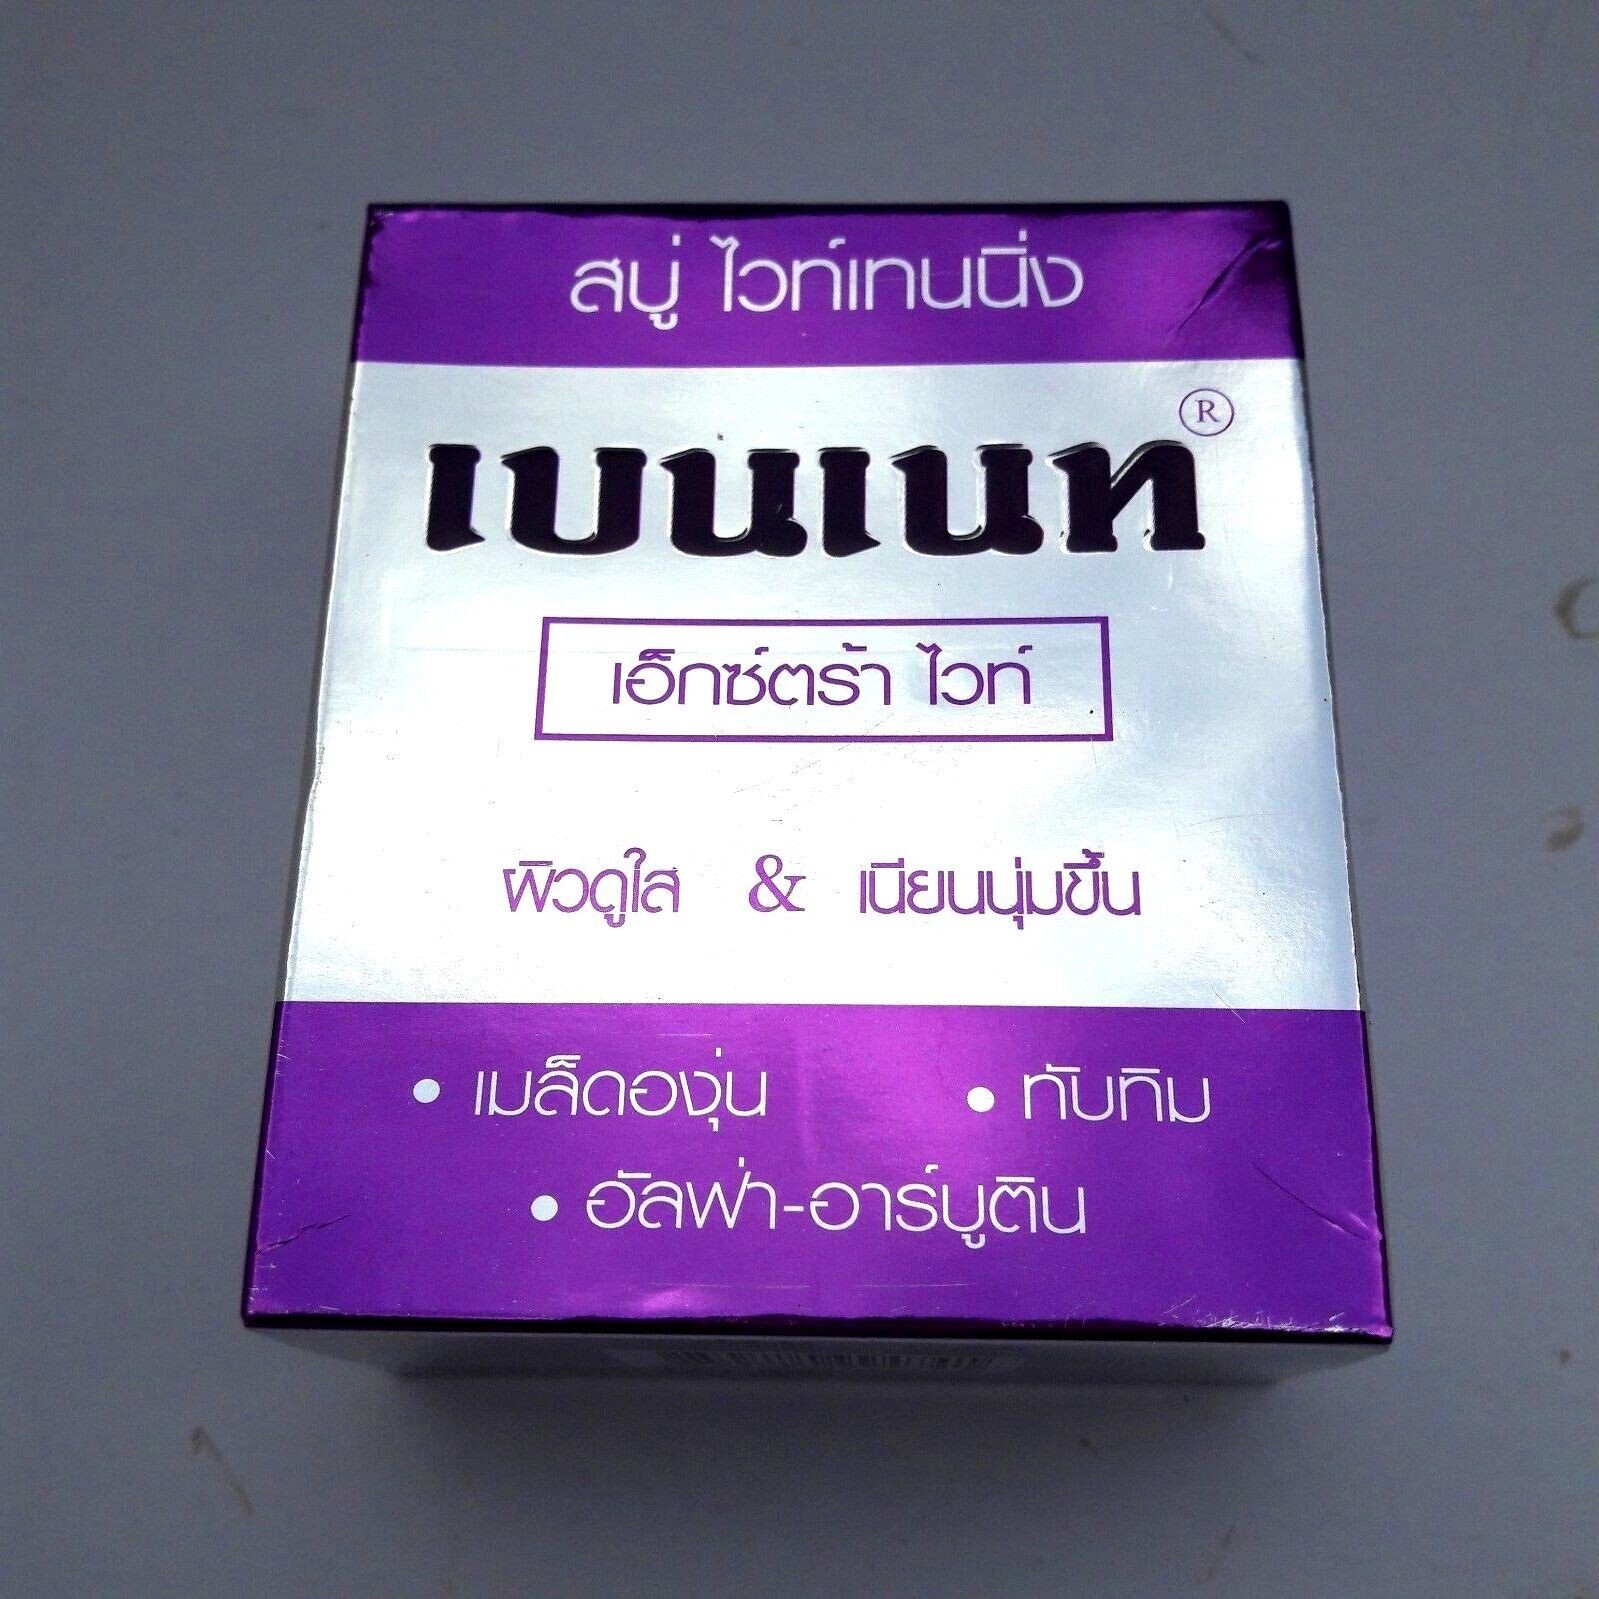 สบู่ ไวท์เทนนิ่ง
เบนเนท®
เอ็กซ์ตร้า ไวท์
ผิวดูใส & เนียนนุ่มขึ้น
• เมล็ดองุ่น • ทับทิม
• อัลฟ่า-อาร์บูติน